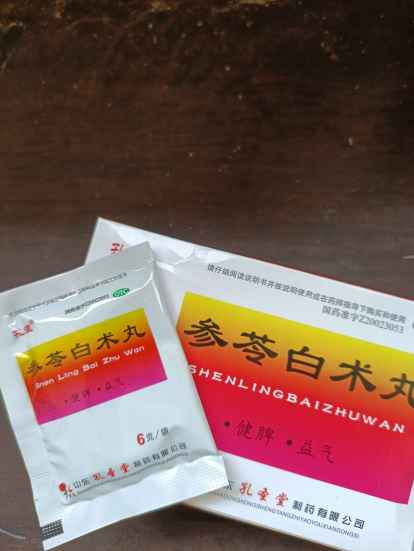 请仔细阅读说明书并按说明使用或在药师指导下购买和使用
国药准字Z20023053
参苓白术丸
SHENLINGBAIZHUWAN
·健脾 ·益气
孔圣堂 制药有限公司
OTC
参苓白术丸
Shen Ling Bai Zhu Wan
·健脾 ·益气
6克/袋
山东 孔圣堂 制药有限公司